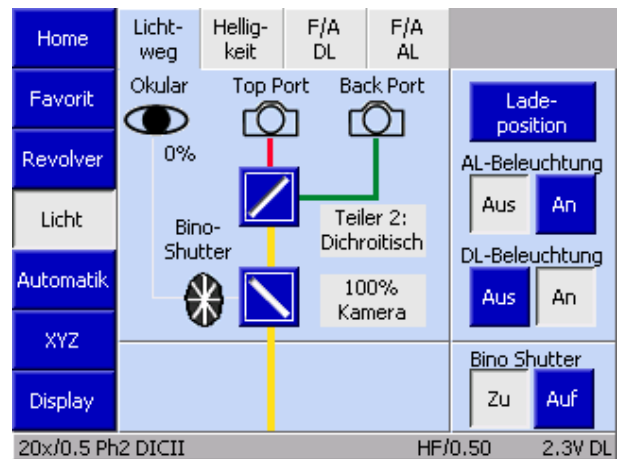 Home
Favorit
Revolver
Licht
Automatik
XYZ
Display
Licht-
weg
Hellig-
keit
F/A
DL
F/A
AL
Okular
Top Port
Back Port
0%
Teiler 2:
Dichroitisch
Bino-
Shutter
100%
Kamera
Lade-
position
AL-Beleuchtung
Aus
An
DL-Beleuchtung
Aus
An
Bino Shutter
Zu
Auf
20x/0.5 Ph2 DICII
HF/0.50
2.3V DL